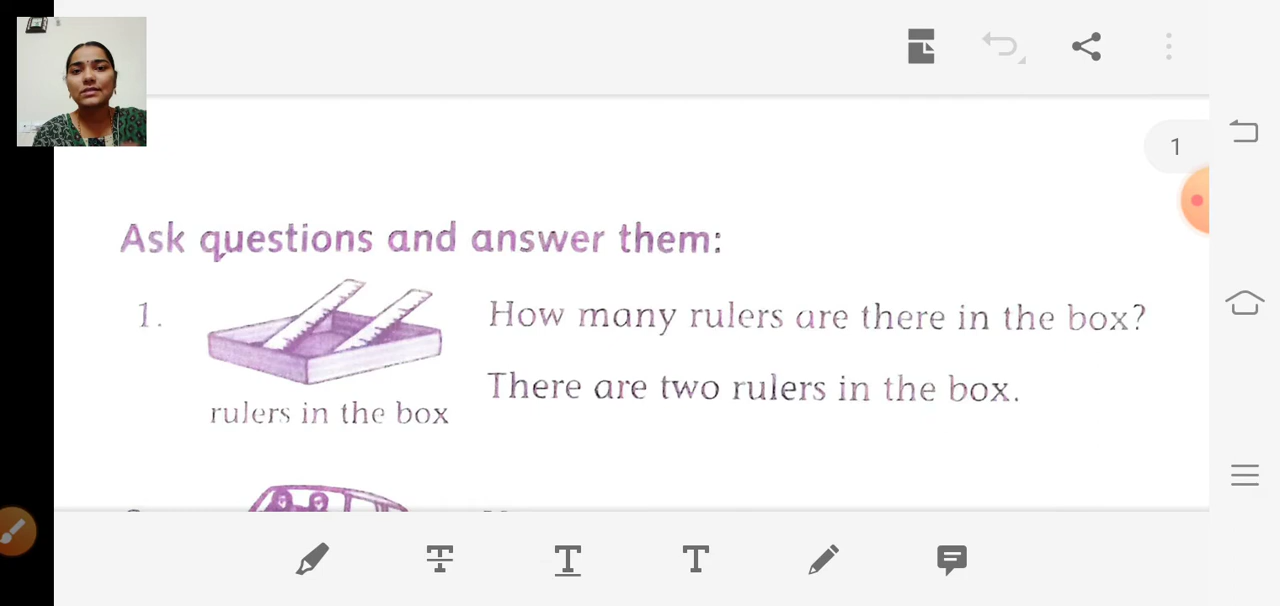 1
Ask questions and answer them:
1.
How many rulers are there in the box?
There are two rulers in the box.
rulers in the box